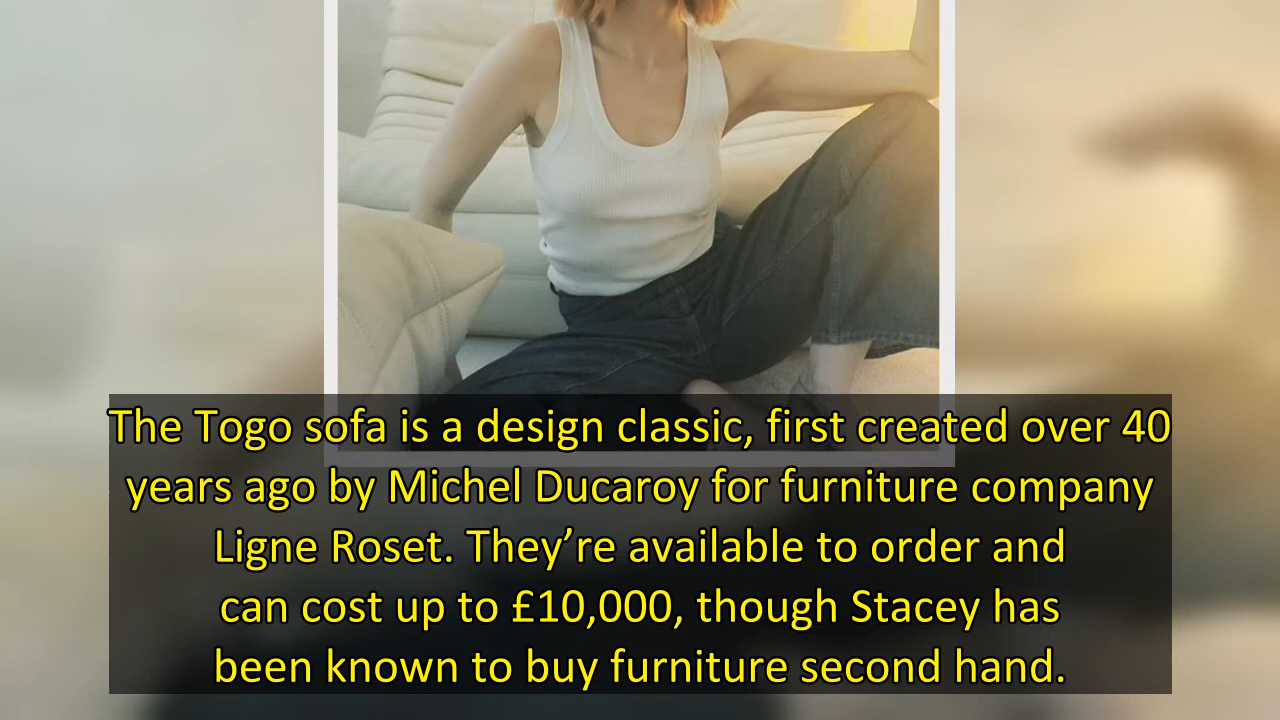 The Togo sofa is a design classic, first created over 40
years ago by Michel Ducaroy for furniture company
Ligne Roset. They’re available to order and
can cost up to £10,000, though Stacey has
been known to buy furniture second hand.